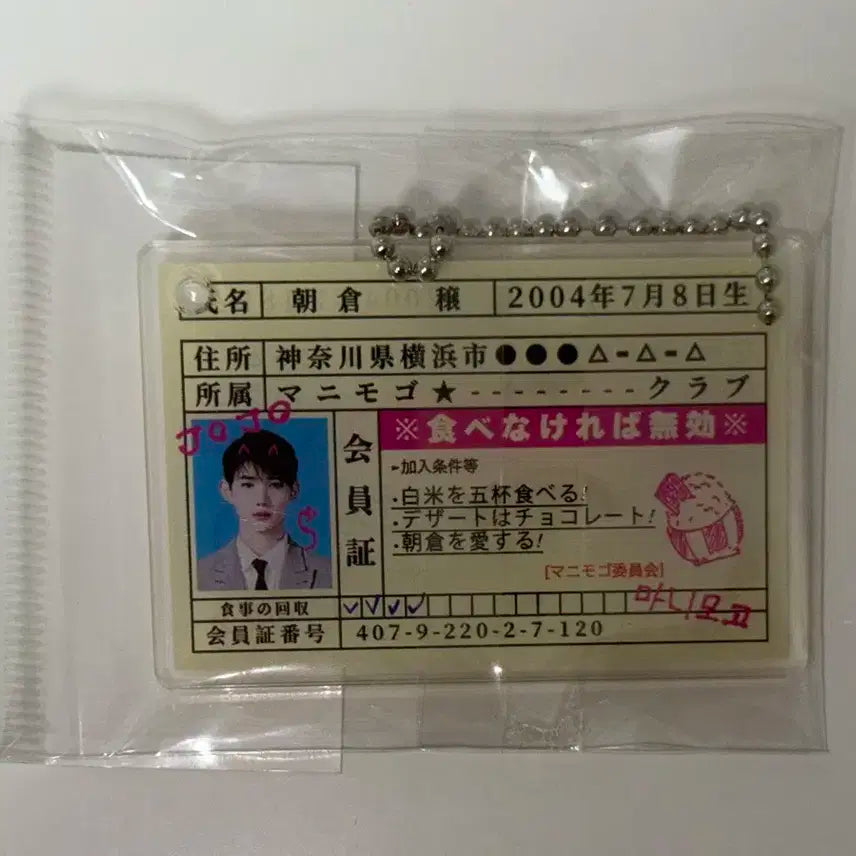 氏名 朝倉 穣 2004年7月8日生
住所 神奈川県横浜市●●●△-△-△
所属 マニモゴ★--------クラブ
JOJO
会員証
※食べなければ無効※
加入条件等
・白米を五杯食べる!
・デザートはチョコレート!
・朝倉を愛する!
[マニモゴ委員会]
食事の回収
마니모고
会員証番号 407-9-220-2-7-120